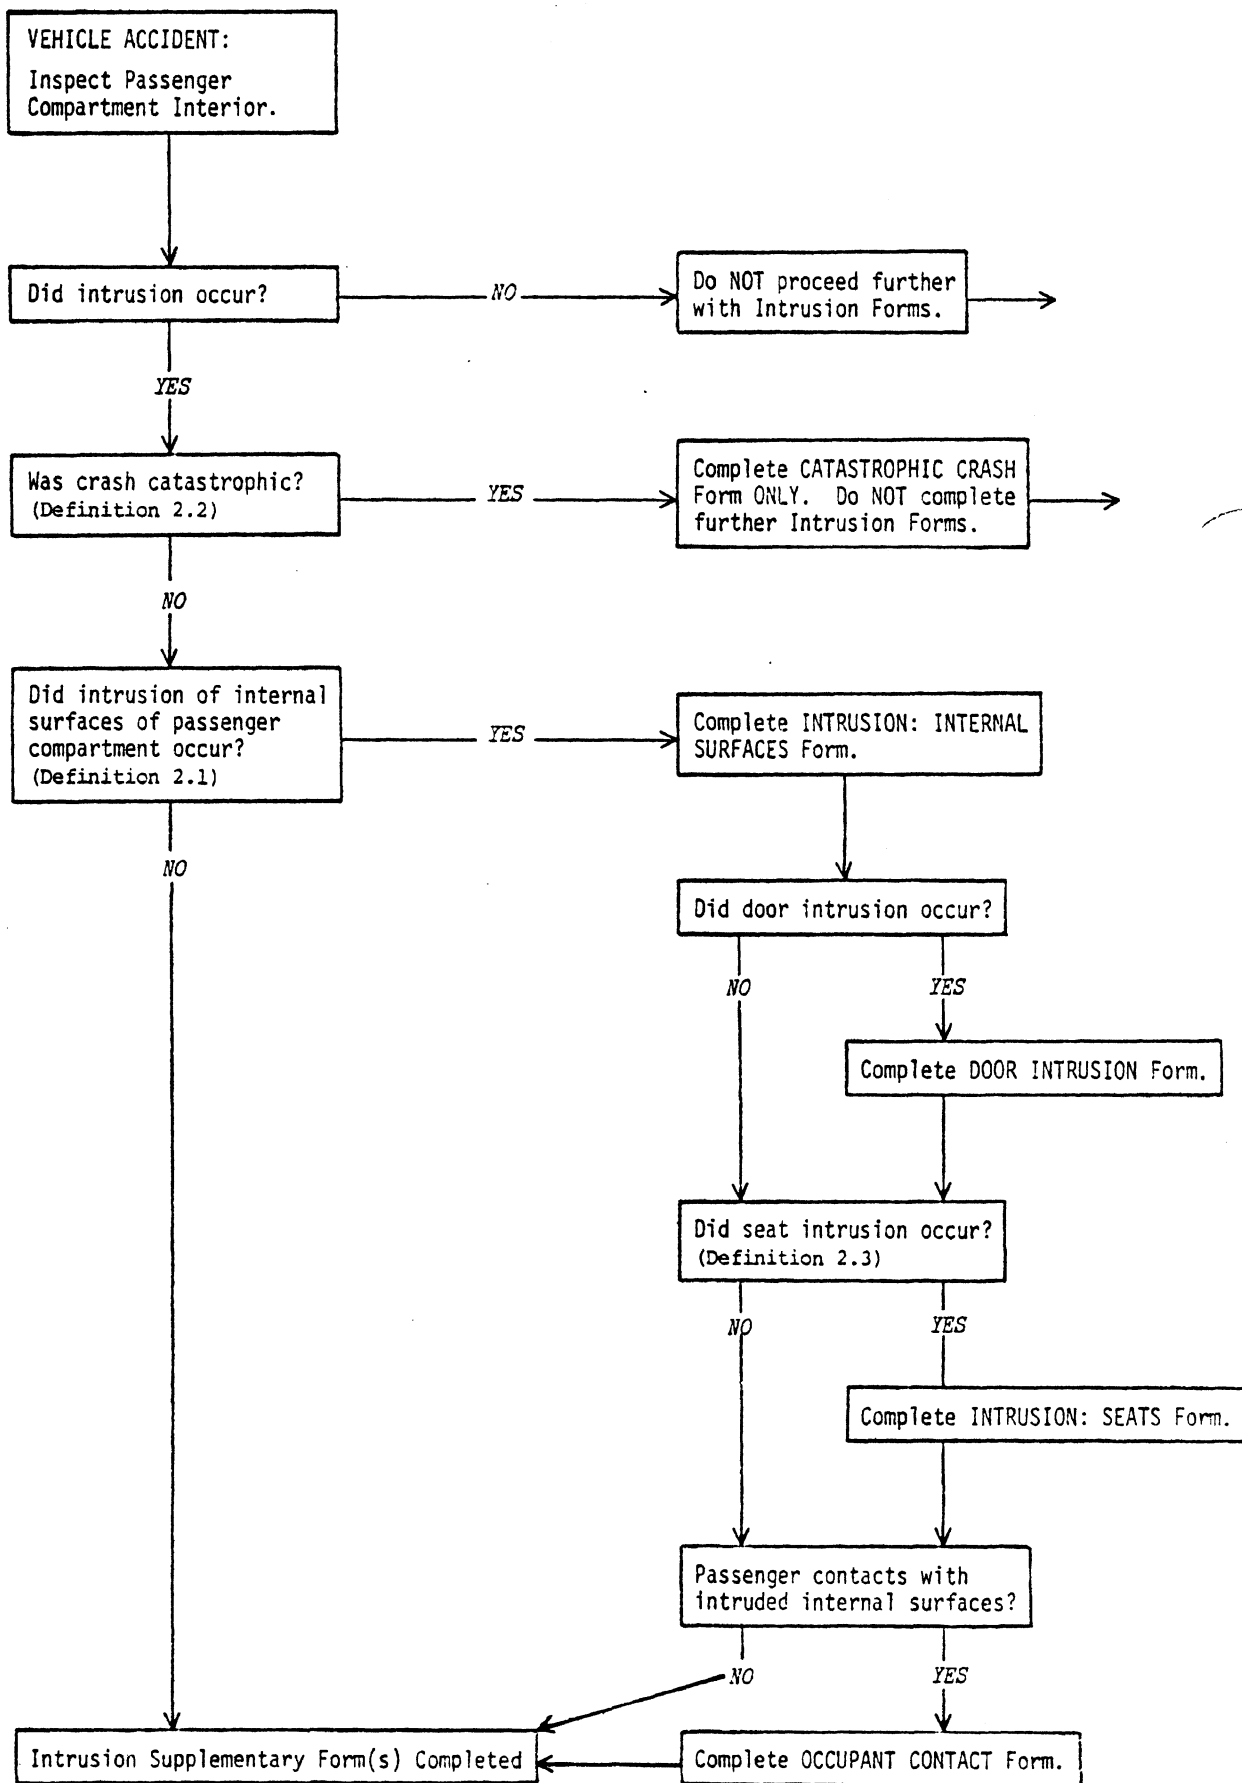 VEHICLE ACCIDENT:
Inspect Passenger
Compartment Interior.
Did intrusion occur?
NO
Do NOT proceed further
with Intrusion Forms.
YES
Was crash catastrophic?
(Definition 2.2)
YES
Complete CATASTROPHIC CRASH
Form ONLY. Do NOT complete
further Intrusion Forms.
NO
Did intrusion of internal
surfaces of passenger
compartment occur?
(Definition 2.1)
YES
Complete INTRUSION: INTERNAL
SURFACES Form.
NO
Did door intrusion occur?
NO
YES
Complete DOOR INTRUSION Form.
Did seat intrusion occur?
(Definition 2.3)
NO
YES
Complete INTRUSION: SEATS Form.
Passenger contacts with
intruded internal surfaces?
NO
YES
Intrusion Supplementary Form(s) Completed
Complete OCCUPANT CONTACT Form.